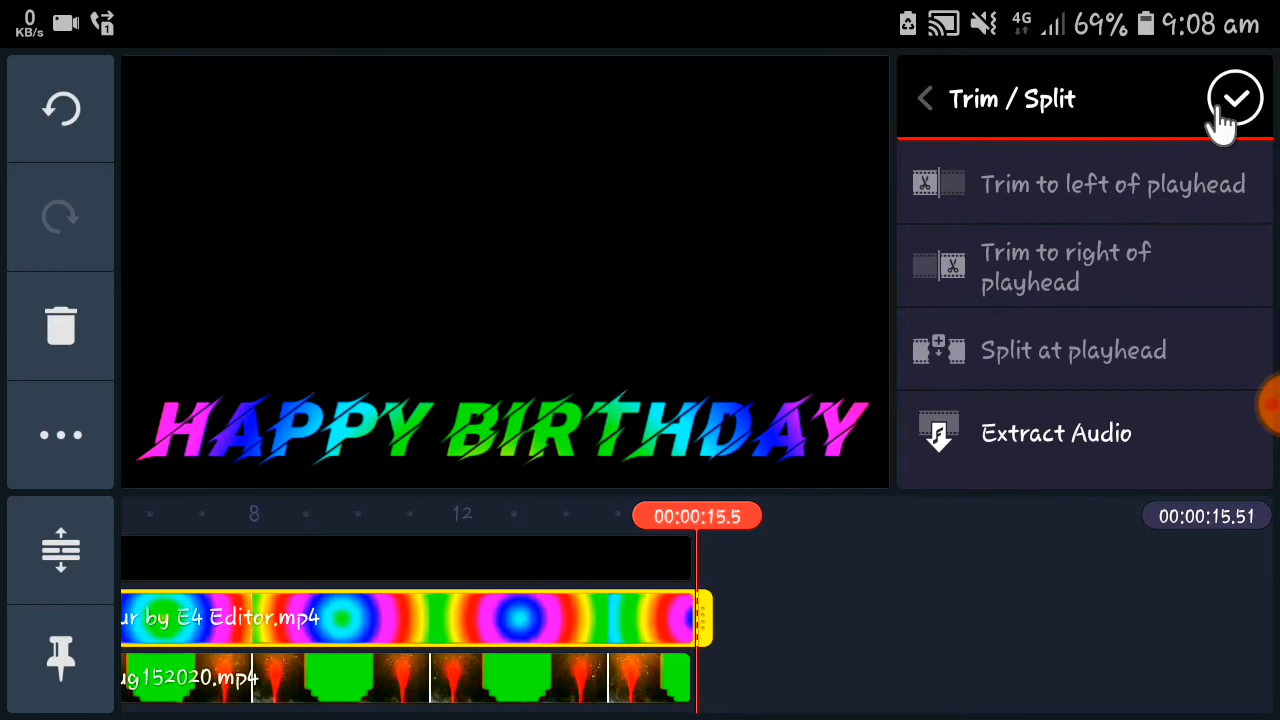 0
KB/s
1
4G
69%
9:08 am
Trim / Split
Trim to left of playhead
Trim to right of
playhead
Split at playhead
Extract Audio
HAPPY BIRTHDAY
8
12
00:00:15.5
00:00:15.51
ur by E4 Editor.mp4
ug152020.mp4